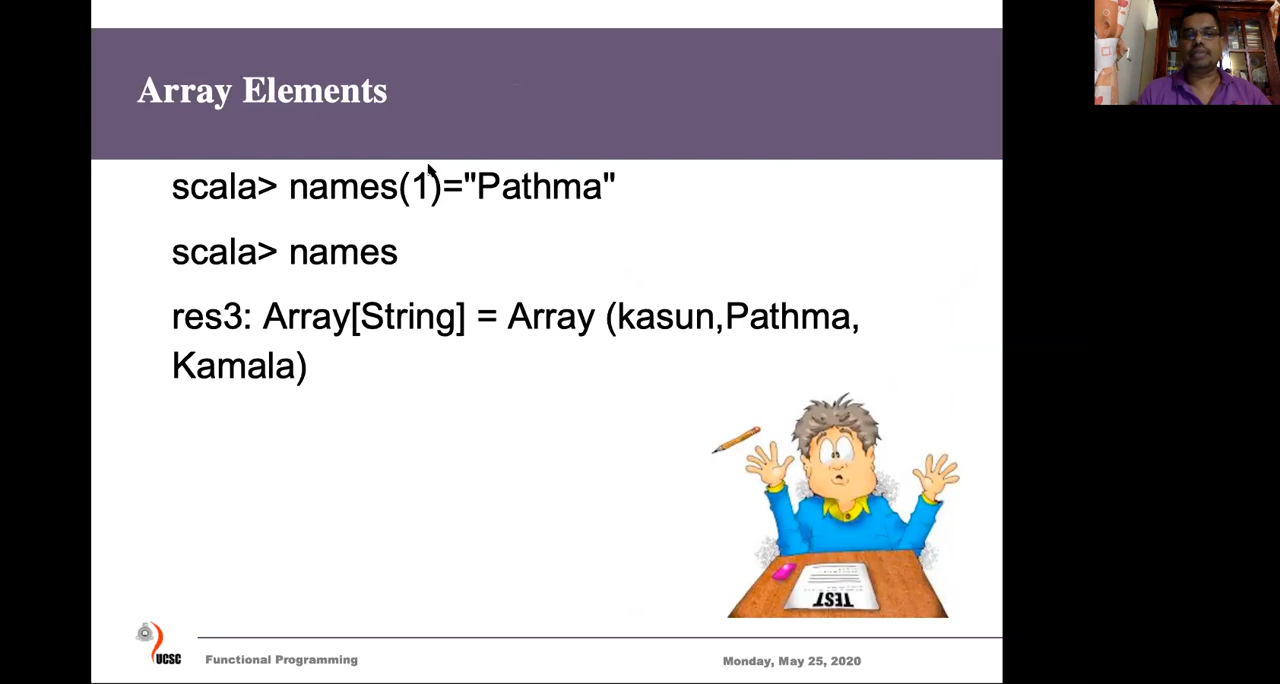 Array Elements
scala> names(1)="Pathma"
scala> names
res3: Array[String] = Array (kasun,Pathma,
Kamala)
TEST
UCSC
Functional Programming
Monday, May 25, 2020